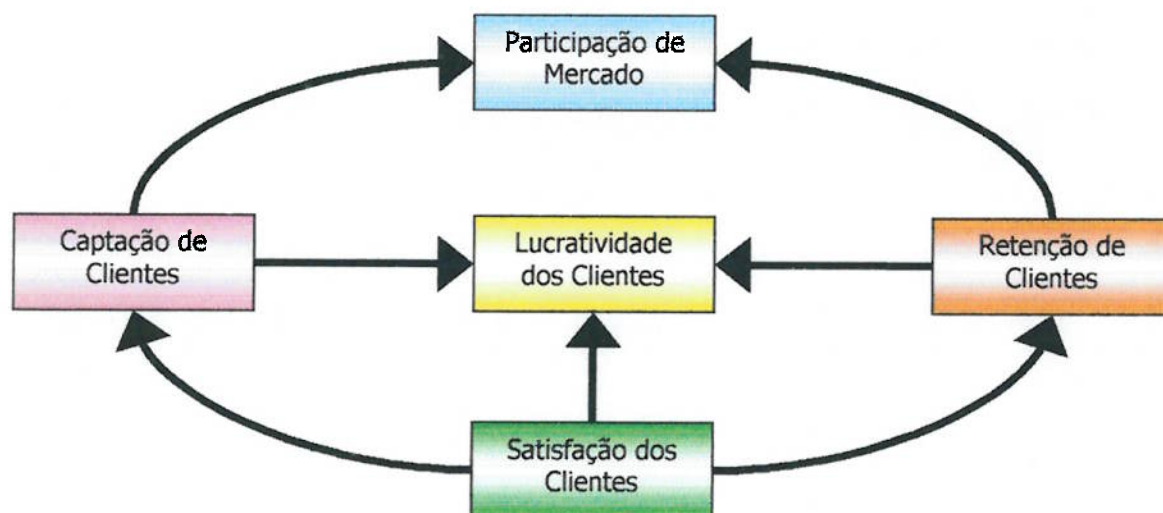 Participação de
Mercado
Captação de
Clientes
Lucratividade
dos Clientes
Retenção de
Clientes
Satisfação dos
Clientes